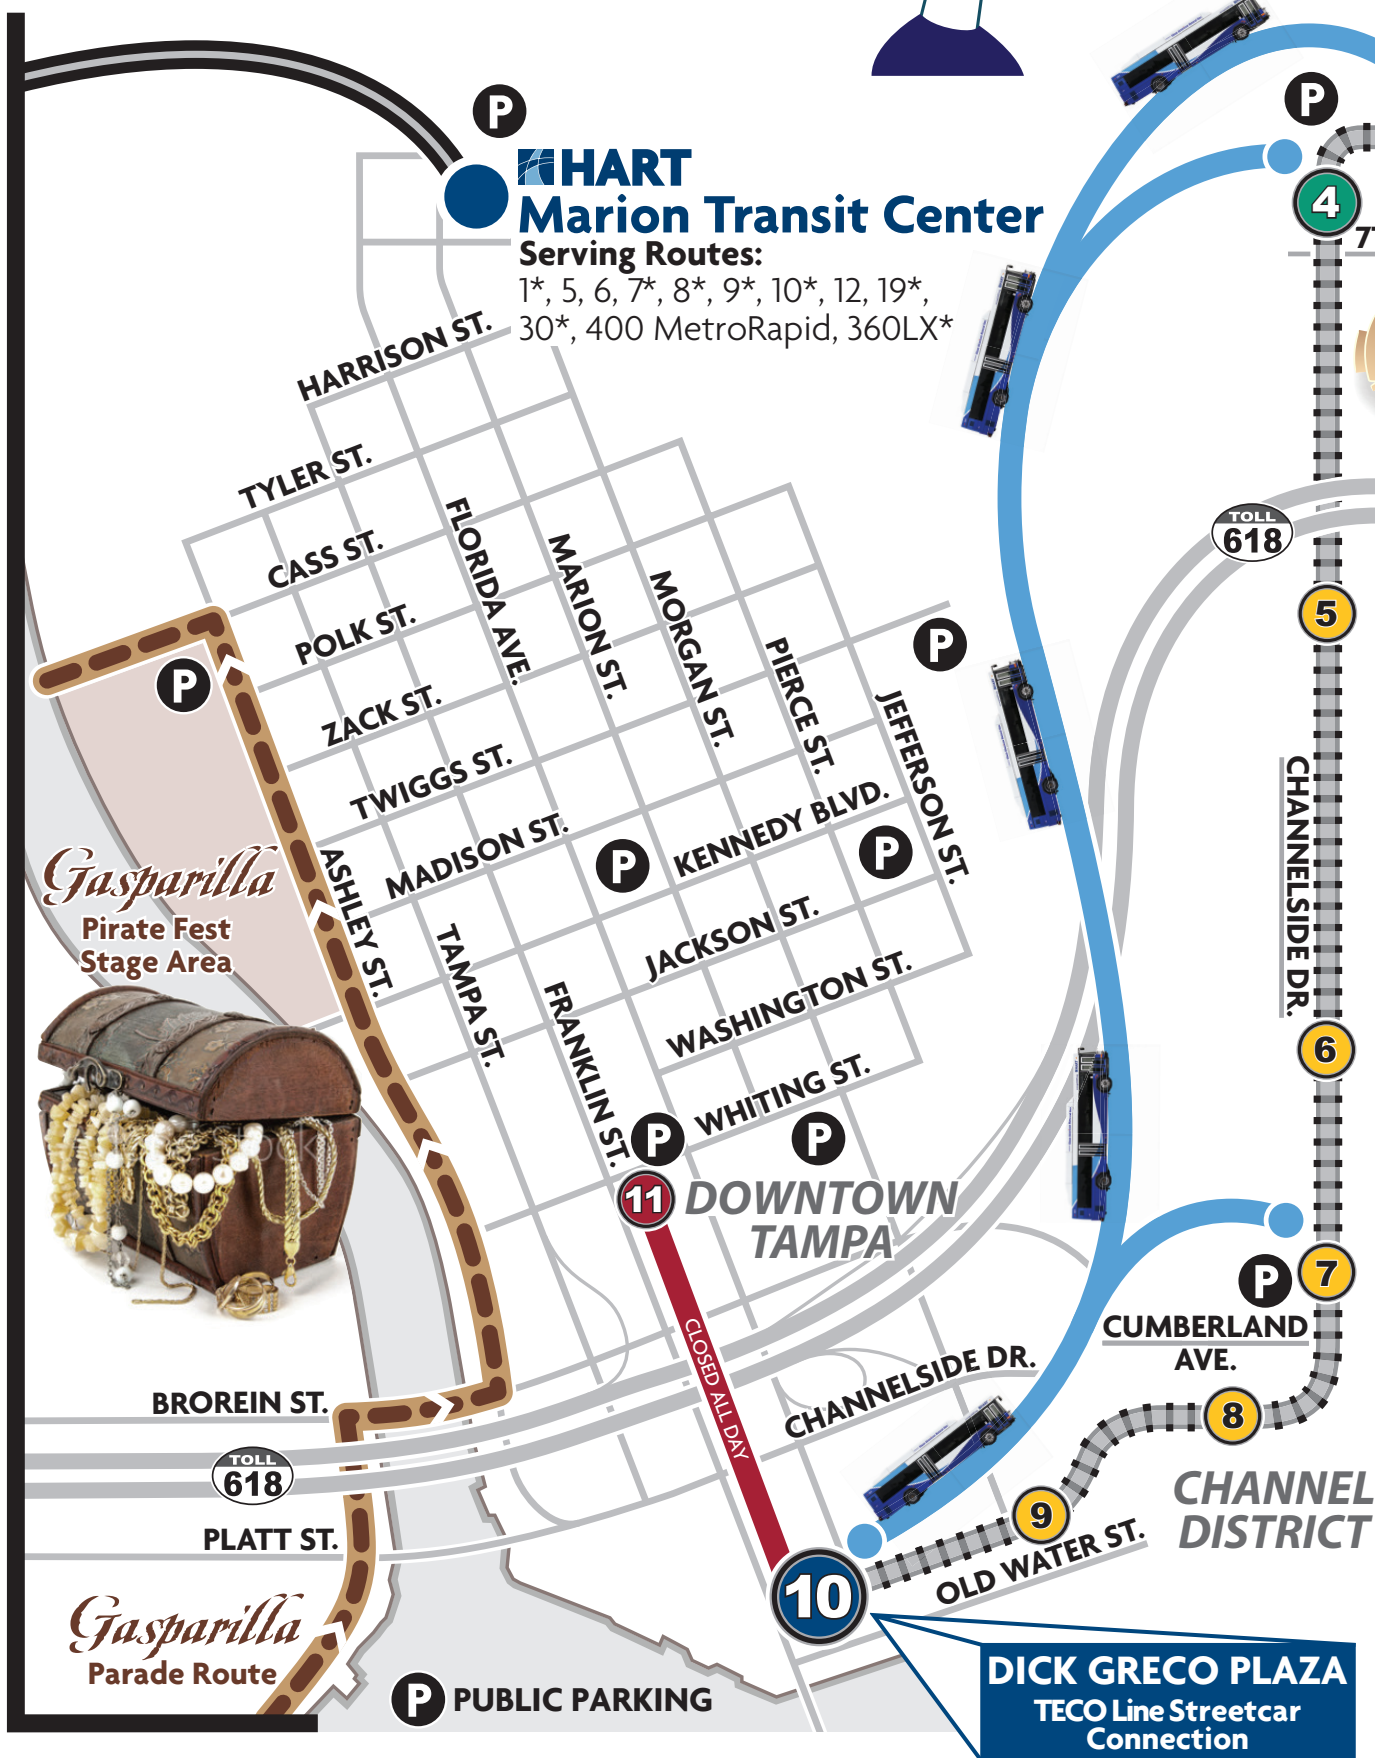 P
P
HART
Marion Transit Center
Serving Routes:
1*, 5, 6, 7*, 8*, 9*, 10*, 12, 19*,
30*, 400 MetroRapid, 360LX*
4
HARRISON ST.
TYLER ST.
CASS ST.
POLK ST.
ZACK ST.
TWIGGS ST.
MADISON ST.
FLORIDA AVE.
MARION ST.
MORGAN ST.
PIERCE ST.
JEFFERSON ST.
P
P
P
P
KENNEDY BLVD.
JACKSON ST.
WASHINGTON ST.
WHITING ST.
ASHLEY ST.
TAMPA ST.
FRANKLIN ST.
TOLL
618
5
CHANNELSIDE DR.
6
Gasparilla
Pirate Fest
Stage Area
P
P
11
DOWNTOWN
TAMPA
CLOSED ALL DAY
P
7
CUMBERLAND
AVE.
8
CHANNELSIDE DR.
BROREIN ST.
TOLL
618
PLATT ST.
9
CHANNEL
DISTRICT
OLD WATER ST.
10
Gasparilla
Parade Route
P PUBLIC PARKING
DICK GRECO PLAZA
TECO Line Streetcar
Connection